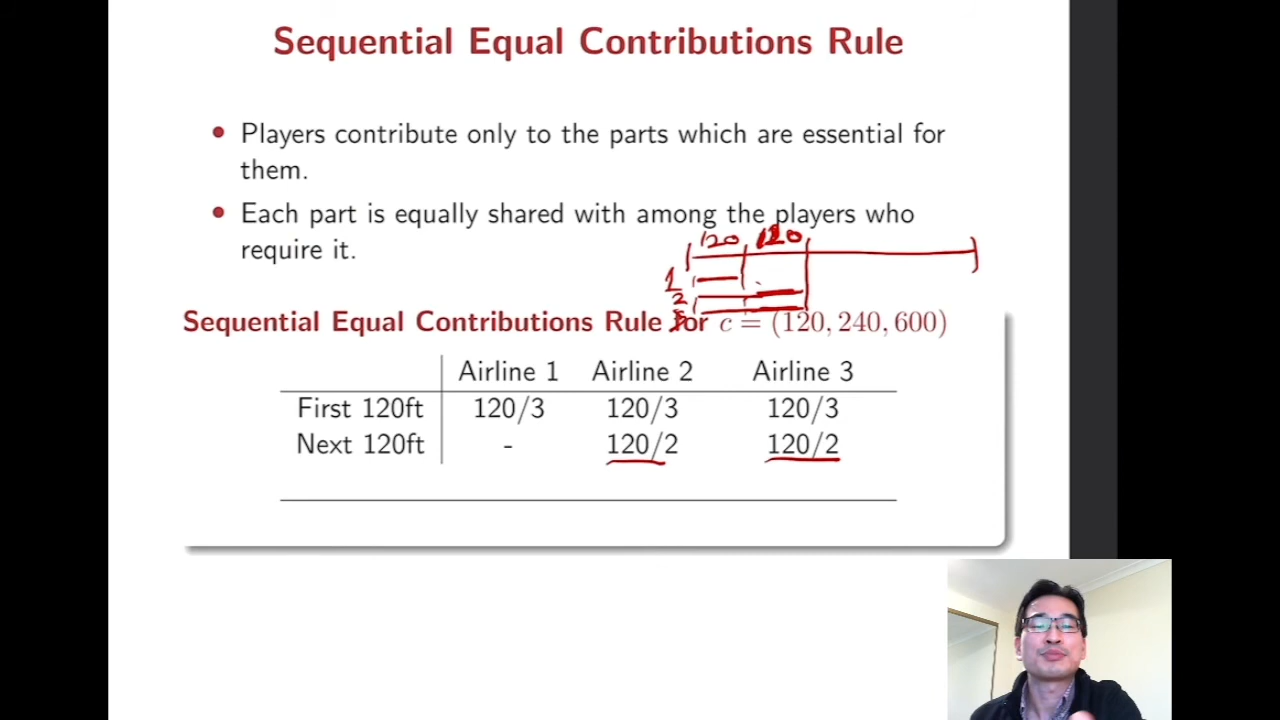 Sequential Equal Contributions Rule
• Players contribute only to the parts which are essential for
them.
• Each part is equally shared with among the players who
require it.
120 120
1
2
Sequential Equal Contributions Rule for c = (120, 240, 600)
Airline 1 Airline 2 Airline 3
First 120ft 120/3 120/3 120/3
Next 120ft - 120/2 120/2